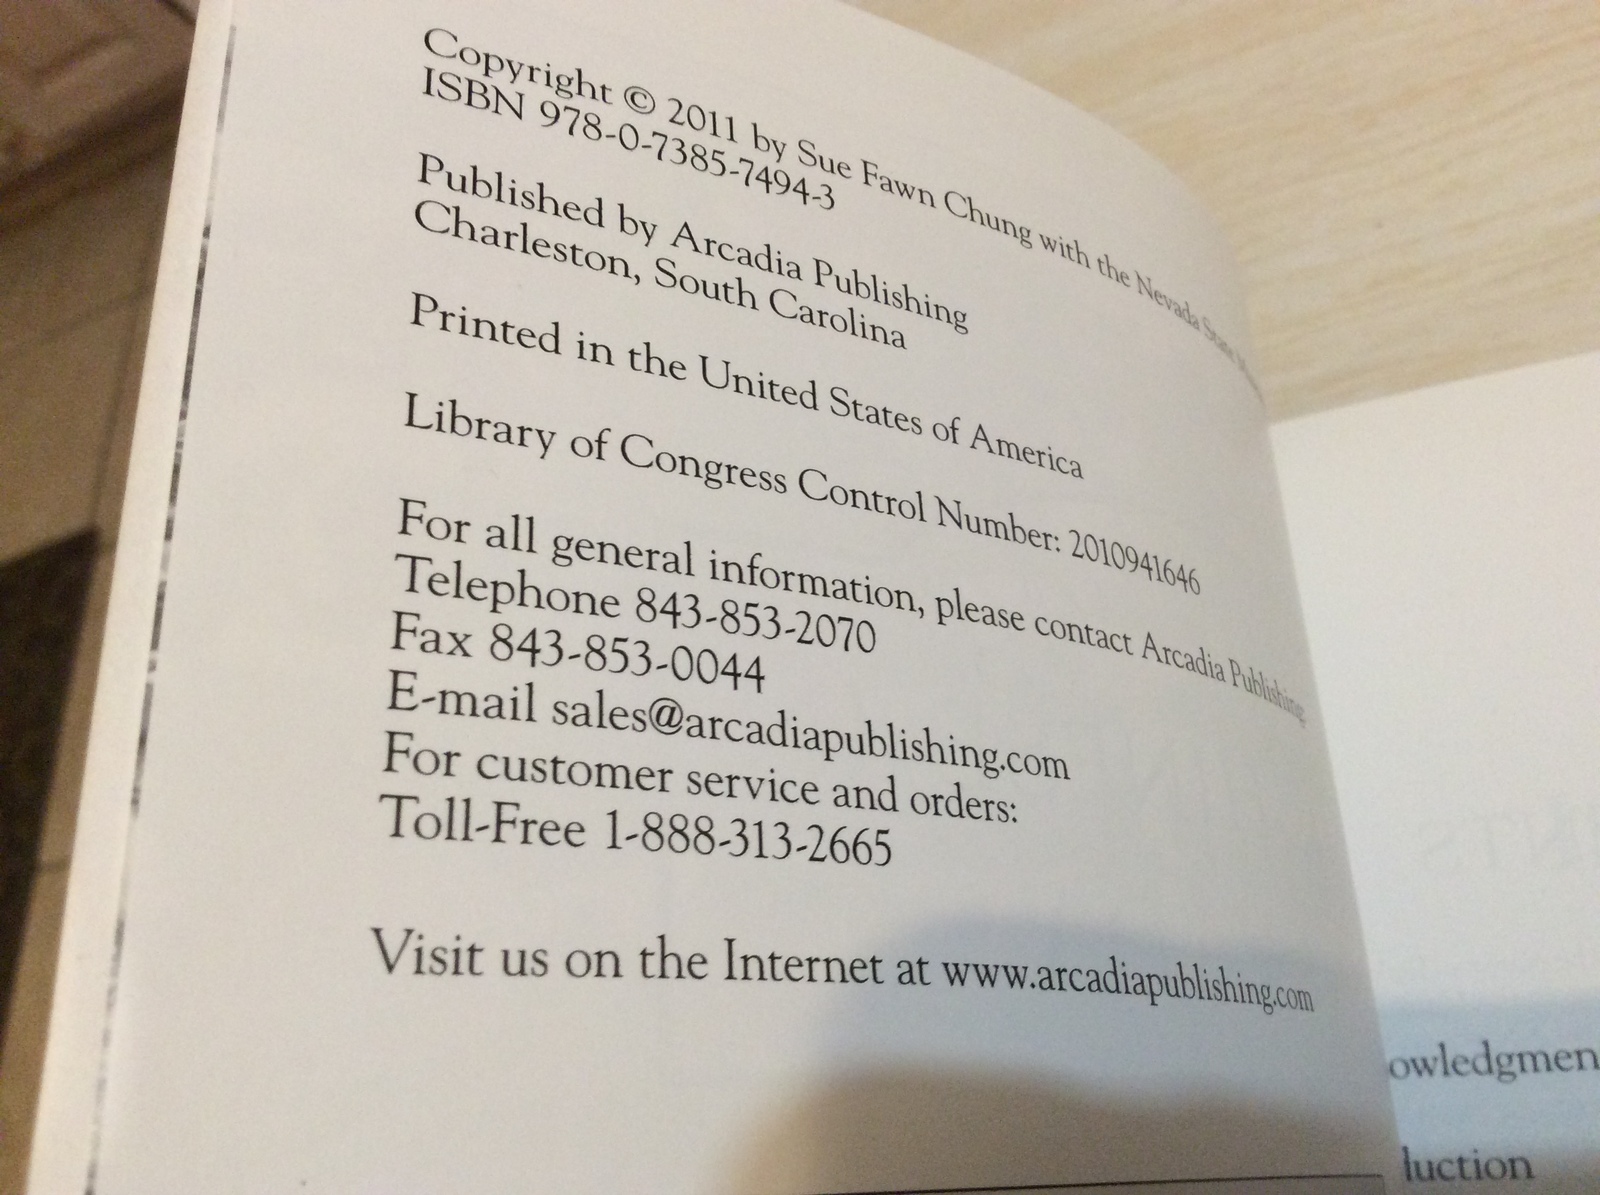 Copyright © 2011 by Sue Fawn Chung with the Nevada State
ISBN 978-0-7385-7494-3
Published by Arcadia Publishing
Charleston, South Carolina
Printed in the United States of America
Library of Congress Control Number: 2010941646
For all general information, please contact Arcadia Publishing
Telephone 843-853-2070
Fax 843-853-0044
E-mail sales@arcadiapublishing.com
For customer service and orders:
Toll-Free 1-888-313-2665
Visit us on the Internet at www.arcadiapublishing.com
owledgmen
luction